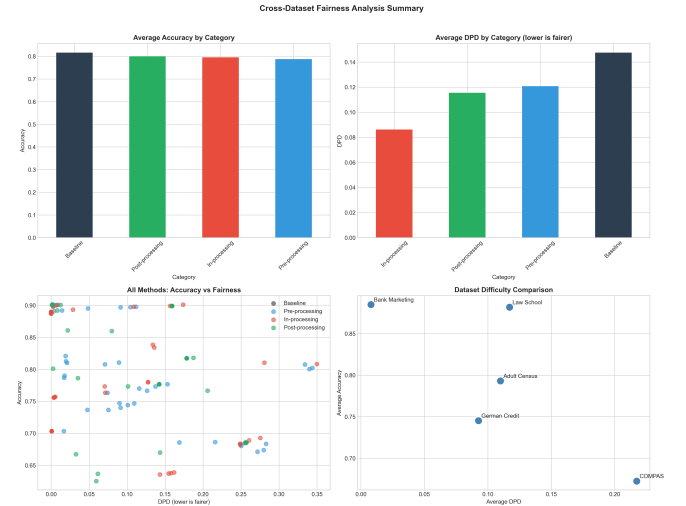 Cross-Dataset Fairness Analysis Summary
Average Accuracy by Category
Accuracy
0.8
0.7
0.6
0.5
0.4
0.3
0.2
0.1
0.0
Baseline
Post-processing
In-processing
Pre-processing
Category
Average DPD by Category (lower is fairer)
DPD
0.14
0.12
0.10
0.08
0.06
0.04
0.02
0.00
In-processing
Post-processing
Pre-processing
Baseline
Category
All Methods: Accuracy vs Fairness
Accuracy
0.90
0.85
0.80
0.75
0.70
0.65
Baseline
Pre-processing
In-processing
Post-processing
0.00 0.05 0.10 0.15 0.20 0.25 0.30 0.35
DPD (lower is fairer)
Dataset Difficulty Comparison
Average Accuracy
0.85
0.80
0.75
0.70
Bank Marketing
Law School
Adult Census
German Credit
COMPAS
0.00 0.05 0.10 0.15 0.20
Average DPD